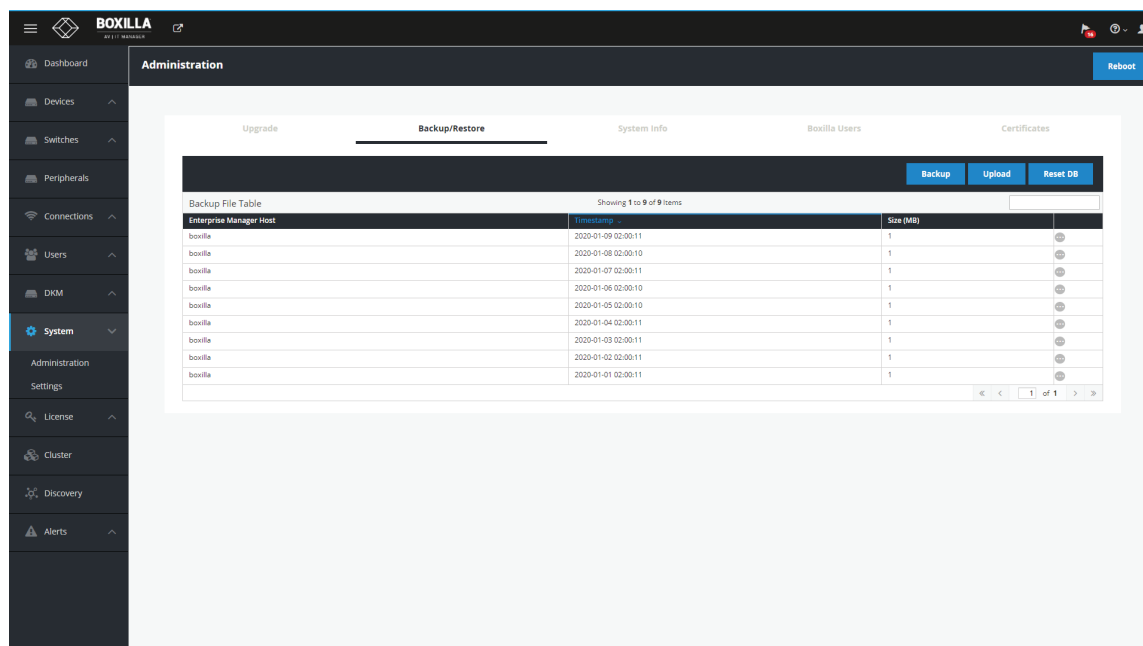 BOXILLA
AV | IT MANAGER
16
Dashboard
Administration
Reboot
Devices
Upgrade
Backup/Restore
System Info
Boxilla Users
Certificates
Switches
Peripherals
Backup
Upload
Reset DB
Backup File Table
Showing 1 to 9 of 9 Items
Connections
Enterprise Manager Host
Timestamp
Size (MB)
boxilla 2020-01-09 02:00:11 1
boxilla 2020-01-08 02:00:10 1
Users
boxilla 2020-01-07 02:00:11 1
boxilla 2020-01-06 02:00:10 1
DKM
boxilla 2020-01-05 02:00:10 1
boxilla 2020-01-04 02:00:11 1
System
boxilla 2020-01-03 02:00:11 1
boxilla 2020-01-02 02:00:11 1
Administration
boxilla 2020-01-01 02:00:11 1
Settings
« < 1 of 1 > »
License
Cluster
Discovery
Alerts